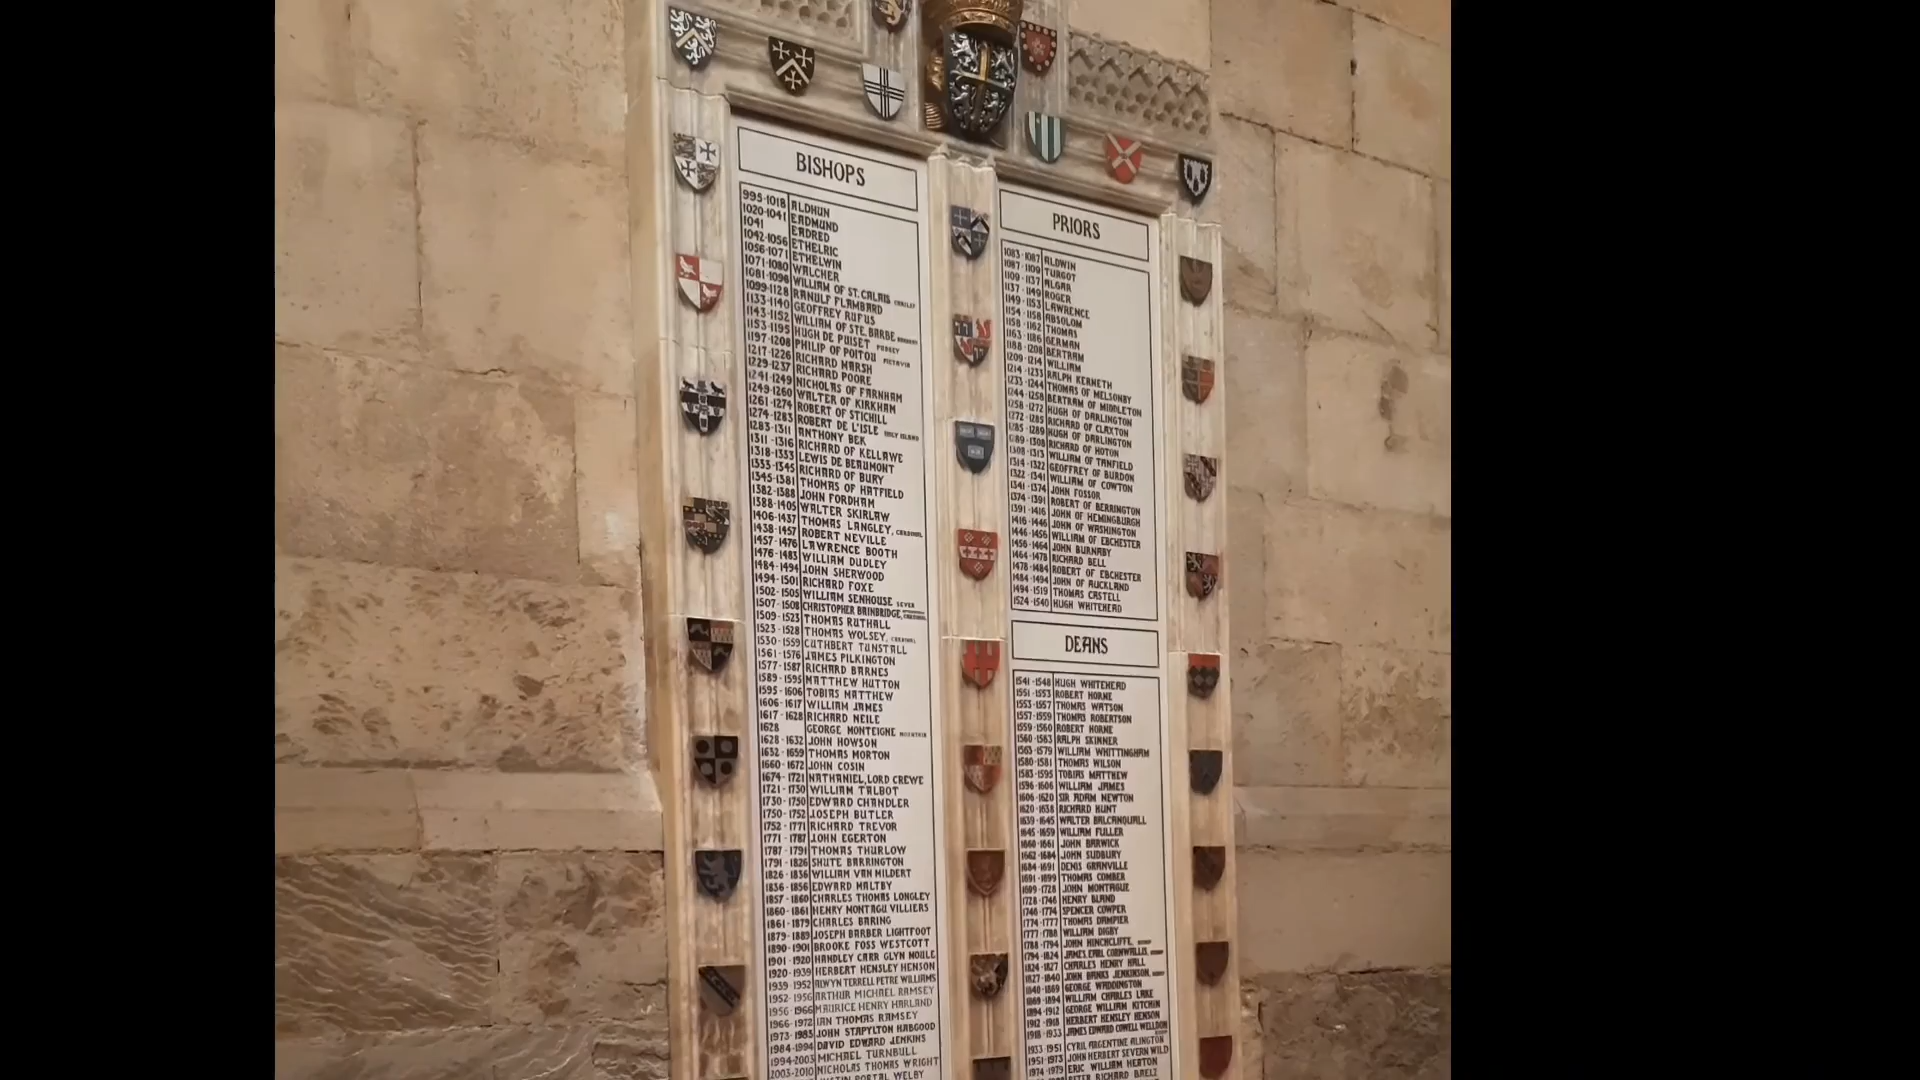 BISHOPS
995-1018 ALDHUN
1020-1041 EADMUND
1041 EADRED
1042-1056 ETHELRIC
1056-1071 ETHELWIN
1071-1080 WALCHER
1081-1096 WILLIAM OF ST. CALAIS
1099-1128 RANULF FLAMBARD
1133-1140 GEOFFREY RUFUS
1143-1152 WILLIAM OF STE. BARBE
1153-1195 HUGH DE PUISET PUDSEY
1197-1208 PHILIP OF POITOU PICTAVIA
1217-1226 RICHARD MARSH
1229-1237 RICHARD POORE
1241-1249 NICHOLAS OF FARNHAM
1249-1260 WALTER OF KIRKHAM
1261-1274 ROBERT OF STICHILL
1274-1283 ROBERT DE L'ISLE HOLY ISLAND
1283-1311 ANTHONY BEK
1311-1316 RICHARD OF KELLAWE
1318-1333 LEWIS DE BEAUMONT
1333-1345 RICHARD OF BURY
1345-1381 THOMAS OF HATFIELD
1382-1388 JOHN FORDHAM
1388-1405 WALTER SKIRLAW
1406-1437 THOMAS LANGLEY, CARDINAL
1438-1457 ROBERT NEVILLE
1457-1476 LAWRENCE BOOTH
1476-1483 WILLIAM DUDLEY
1484-1494 JOHN SHERWOOD
1494-1501 RICHARD FOXE
1502-1505 WILLIAM SENHOUSE SEVER
1507-1508 CHRISTOPHER BAINBRIDGE, CARDINAL
1509-1523 THOMAS RUTHALL
1523-1528 THOMAS WOLSEY, CARDINAL
1530-1559 CUTHBERT TUNSTALL
1561-1576 JAMES PILKINGTON
1577-1587 RICHARD BARNES
1589-1595 MATTHEW HUTTON
1595-1606 TOBIAS MATTHEW
1606-1617 WILLIAM JAMES
1617-1628 RICHARD NEILE
1628 GEORGE MONTEIGNE MOUNTAIN
1628-1632 JOHN HOWSON
1632-1659 THOMAS MORTON
1660-1672 JOHN COSIN
1674-1721 NATHANIEL, LORD CREWE
1721-1730 WILLIAM TALBOT
1730-1750 EDWARD CHANDLER
1750-1752 JOSEPH BUTLER
1752-1771 RICHARD TREVOR
1771-1787 JOHN EGERTON
1787-1791 THOMAS THURLOW
1791-1826 SHUTE BARRINGTON
1826-1836 WILLIAM VAN MILDERT
1836-1856 EDWARD MALTBY
1857-1860 CHARLES THOMAS LONGLEY
1860-1861 HENRY MONTAGU VILLIERS
1861-1879 CHARLES BARING
1879-1889 JOSEPH BARBER LIGHTFOOT
1890-1901 BROOKE FOSS WESTCOTT
1901-1920 HANDLEY CARR GLYN MOULE
1920-1939 HERBERT HENSLEY HENSON
1939-1952 ALWYN TERRELL PETRE WILLIAMS
1952-1956 ARTHUR MICHAEL RAMSEY
1956-1966 MAURICE HENRY HARLAND
1966-1972 IAN THOMAS RAMSEY
1973-1983 JOHN STAPYLTON HABGOOD
1984-1994 DAVID EDWARD JENKINS
1994-2003 MICHAEL TURNBULL
2003-2010 NICHOLAS THOMAS WRIGHT
JUSTIN PORTAL WELBY
PRIORS
1083-1087 ALDWIN
1087-1109 TURGOT
1109-1137 ALGAR
1137-1149 ROGER
1149-1153 LAWRENCE
1154-1158 ABSOLOM
1158-1162 THOMAS
1163-1186 GERMAN
1188-1208 BERTRAM
1209-1214 WILLIAM
1214-1233 RALPH KERNETH
1233-1244 THOMAS OF MELSONBY
1244-1258 BERTRAM OF MIDDLETON
1258-1272 HUGH OF DARLINGTON
1272-1285 RICHARD OF CLAXTON
1285-1289 HUGH OF DARLINGTON
1289-1308 RICHARD OF HOTON
1308-1313 WILLIAM OF TANFIELD
1314-1322 GEOFFREY OF BURDON
1322-1341 WILLIAM OF COWTON
1341-1374 JOHN FOSSOR
1374-1391 ROBERT OF BERRINGTON
1391-1416 JOHN OF HEMINGBURGH
1416-1446 JOHN OF WASHINGTON
1446-1456 WILLIAM OF EBCHESTER
1456-1464 JOHN BURNABY
1464-1478 RICHARD BELL
1478-1484 ROBERT OF EBCHESTER
1484-1494 JOHN OF AUCKLAND
1494-1519 THOMAS CASTELL
1524-1540 HUGH WHITEHEAD
DEANS
1541-1548 HUGH WHITEHEAD
1551-1553 ROBERT HORNE
1553-1557 THOMAS WATSON
1557-1559 THOMAS ROBERTSON
1559-1560 ROBERT HORNE
1560-1563 RALPH SKINNER
1563-1579 WILLIAM WHITTINGHAM
1580-1581 THOMAS WILSON
1583-1595 TOBIAS MATTHEW
1596-1606 WILLIAM JAMES
1606-1620 SIR ADAM NEWTON
1620-1638 RICHARD HUNT
1639-1645 WALTER BALCANQUALL
1645-1659 WILLIAM FULLER
1660-1661 JOHN BARWICK
1662-1684 JOHN SUDBURY
1684-1691 DENIS GRANVILLE
1691-1699 THOMAS COMBER
1699-1728 JOHN MONTAGUE
1728-1746 HENRY BLAND
1746-1774 SPENCER COWPER
1774-1777 THOMAS DAMPIER
1777-1788 WILLIAM DIGBY
1788-1794 JOHN HINCHCLIFFE,
1794-1824 JAMES, EARL CORNWALLIS,
1824-1827 CHARLES HENRY HALL
1827-1840 JOHN BANKS JENKINSON,
1840-1869 GEORGE WADDINGTON
1869-1894 WILLIAM CHARLES LAKE
1894-1912 GEORGE WILLIAM KITCHIN
1912-1918 HERBERT HENSLEY HENSON
1918-1933 JAMES EDWARD COWELL WELLDON
1933-1951 CYRIL ARGENTINE ALINGTON
1951-1973 JOHN HERBERT SEVERN WILD
1974-1979 ERIC WILLIAM HEATON
PETER RICHARD BAELZ